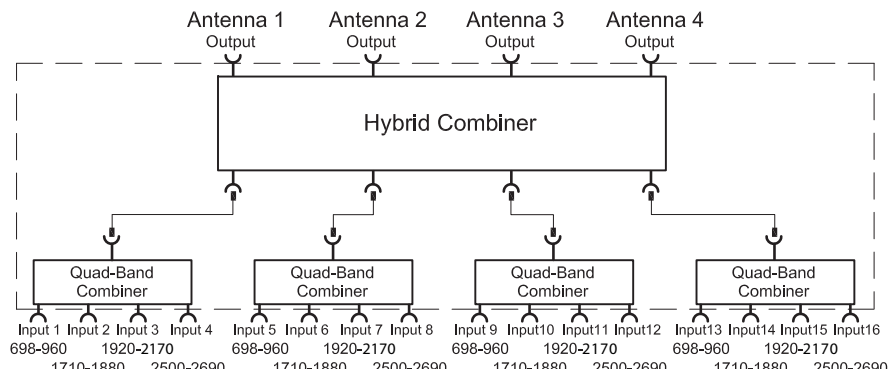 Antenna 1 Antenna 2 Antenna 3 Antenna 4
Output Output Output Output
Hybrid Combiner
Quad-Band Quad-Band Quad-Band Quad-Band
Combiner Combiner Combiner Combiner
Input 1 Input 2 Input 3 Input 4 Input 5 Input 6 Input 7 Input 8 Input 9 Input10 Input11 Input12 Input13 Input14 Input15 Input16
698-960 1920-2170 698-960 1920-2170 698-960 1920-2170 698-960 1920-2170
1710-1880 2500-2690 1710-1880 2500-2690 1710-1880 2500-2690 1710-1880 2500-2690